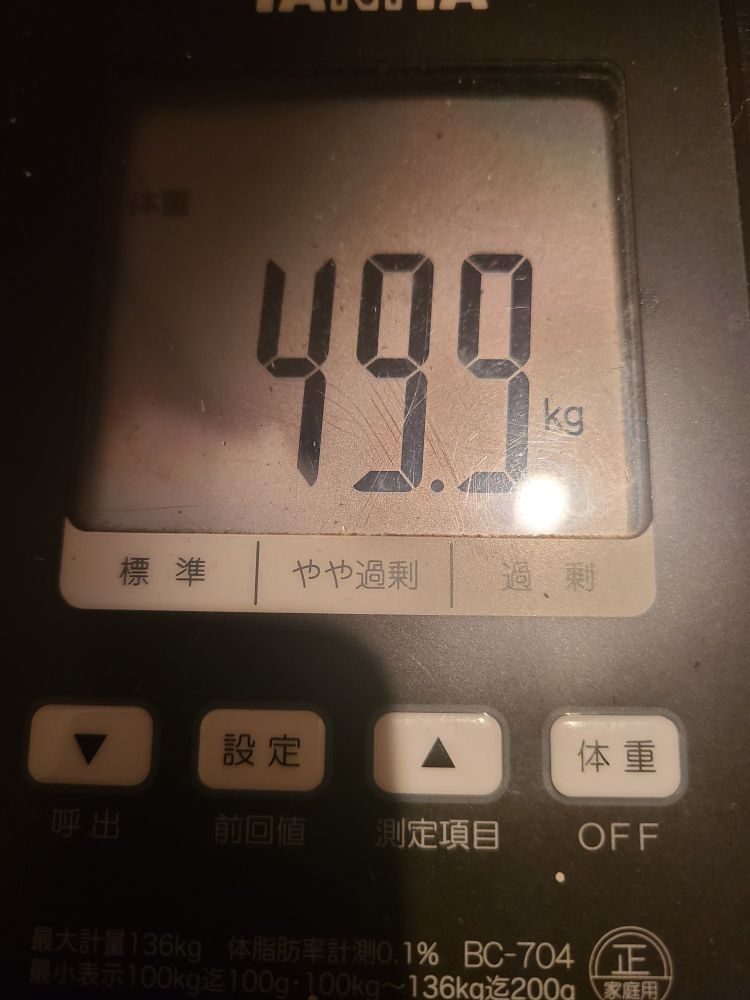 TANITA
体重
49.9 kg
標準 やや過剰 過剰
▼ 設定 ▲ 体重
呼出 前回値 測定項目 OFF
最大計量136kg 体脂肪率計測0.1% BC-704 正
最小表示100kg迄100g・100kg〜136kg迄200g 家庭用